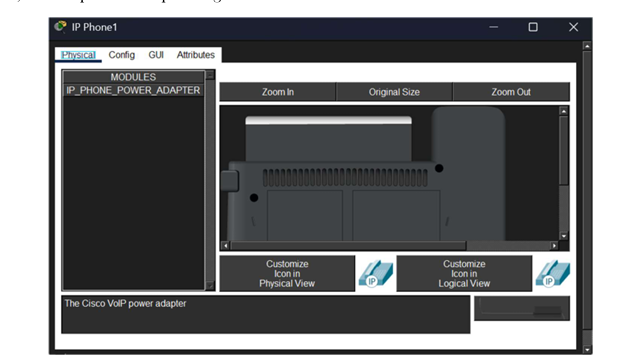 IP Phone1
Physical Config GUI Attributes
MODULES
IP_PHONE_POWER_ADAPTER
Zoom In Original Size Zoom Out
Customize
Icon in
Physical View
IP
Customize
Icon in
Logical View
IP
The Cisco VoIP power adapter